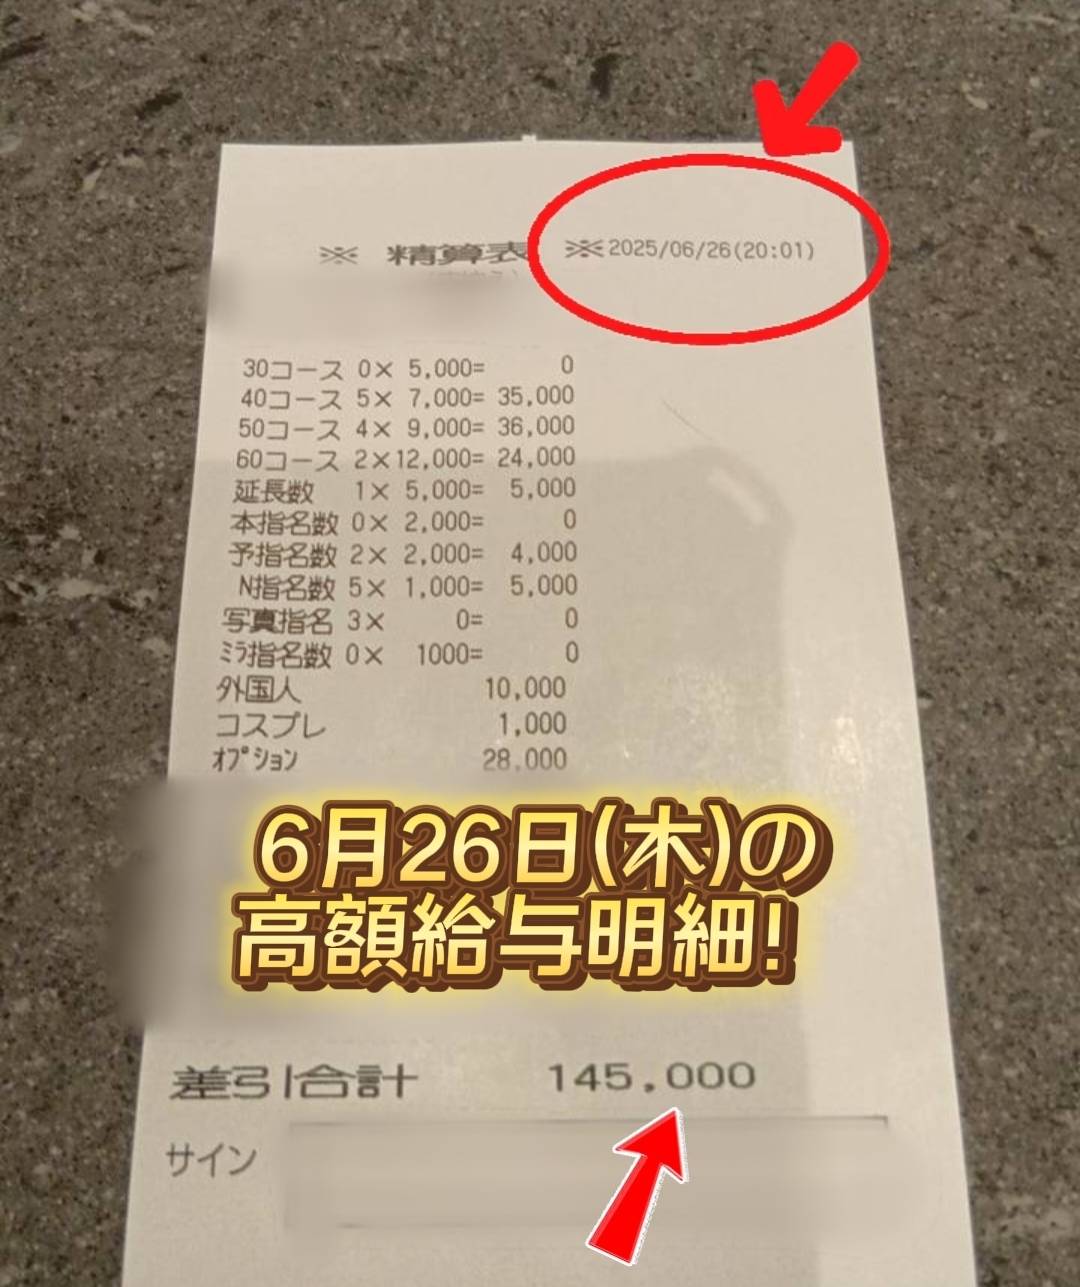 ※ 精算表 ※2025/06/26(20:01)
30コース 0× 5,000= 0
40コース 5× 7,000= 35,000
50コース 4× 9,000= 36,000
60コース 2×12,000= 24,000
延長数 1× 5,000= 5,000
本指名数 0× 2,000= 0
予指名数 2× 2,000= 4,000
N指名数 5× 1,000= 5,000
写真指名 3× 0= 0
ﾐﾗ指名数 0× 1000= 0
外国人 10,000
コスプレ 1,000
ｵﾌﾟｼｮﾝ 28,000
6月26日(木)の
高額給与明細!
差引合計 145,000
サイン